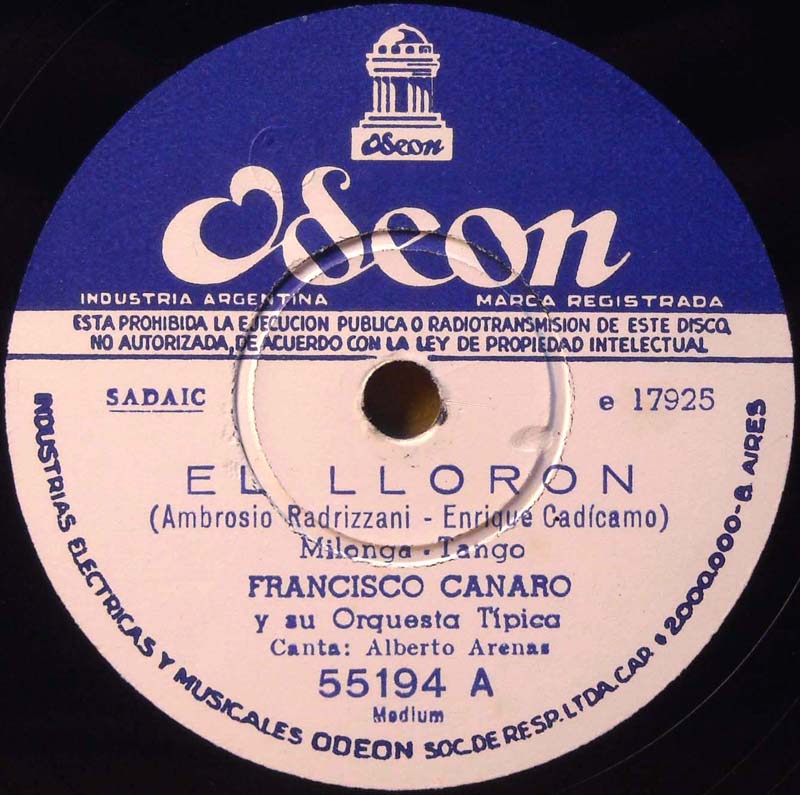 Odeon
Odeon
INDUSTRIA ARGENTINA MARCA REGISTRADA
ESTA PROHIBIDA LA EJECUCION PUBLICA O RADIOTRANSMISION DE ESTE DISCO,
NO AUTORIZADA, DE ACUERDO CON LA LEY DE PROPIEDAD INTELECTUAL
SADAIC e 17925
EL LLORON
(Ambrosio Radrizzani - Enrique Cadícamo)
Milonga - Tango
FRANCISCO CANARO
y su Orquesta Típica
Canta: Alberto Arenas
55194 A
Medium
INDUSTRIAS ELECTRICAS Y MUSICALES ODEON SOC. DE RESP. LTDA. CAP. $ 2.000.000 - B. AIRES